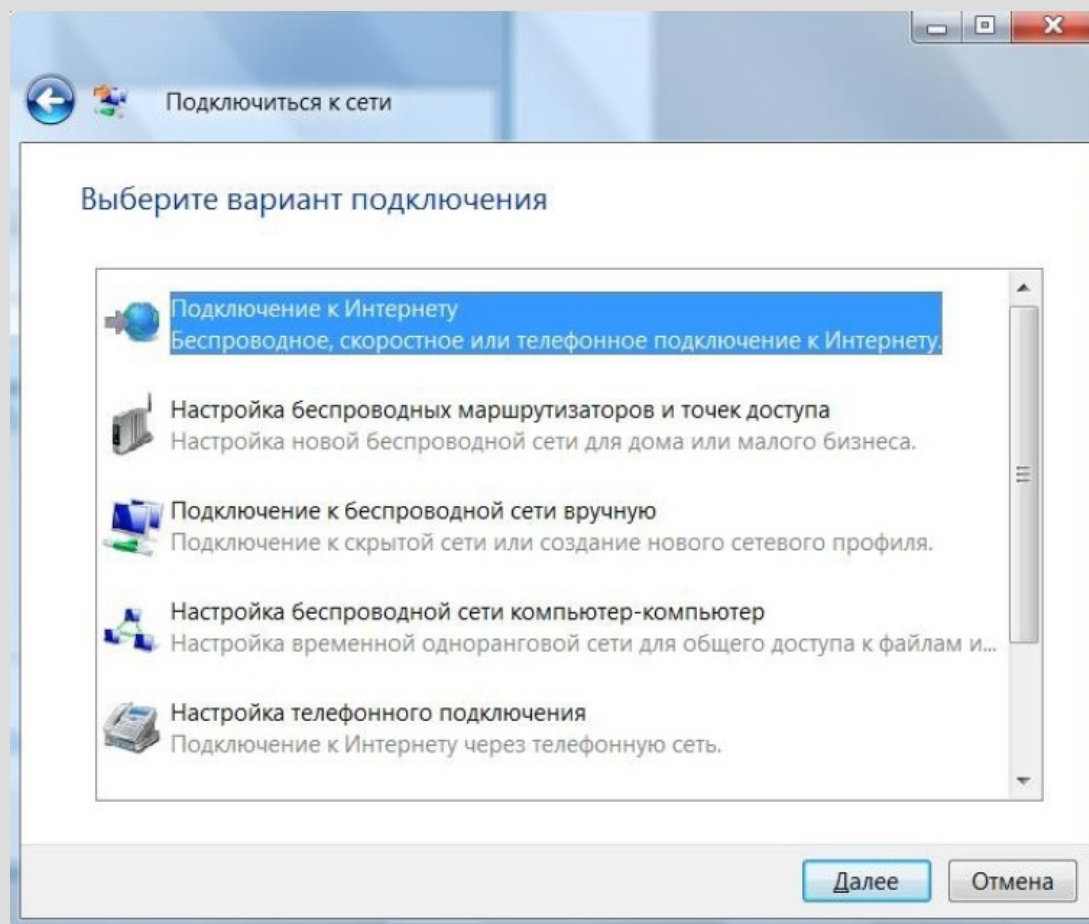 Подключиться к сети
Выберите вариант подключения
Подключение к Интернету
Беспроводное, скоростное или телефонное подключение к Интернету.
Настройка беспроводных маршрутизаторов и точек доступа
Настройка новой беспроводной сети для дома или малого бизнеса.
Подключение к беспроводной сети вручную
Подключение к скрытой сети или создание нового сетевого профиля.
Настройка беспроводной сети компьютер-компьютер
Настройка временной одноранговой сети для общего доступа к файлам и...
Настройка телефонного подключения
Подключение к Интернету через телефонную сеть.
Далее
Отмена